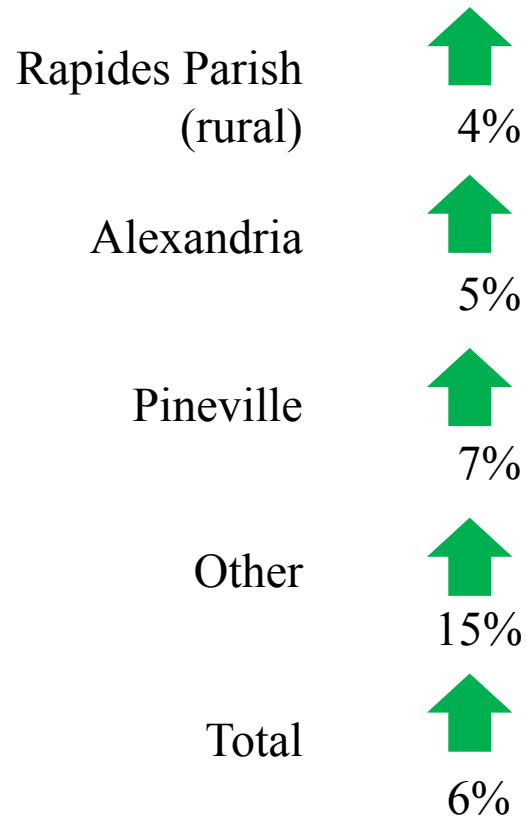 Rapides Parish
(rural)
4%
Alexandria
5%
Pineville
7%
Other
15%
Total
6%